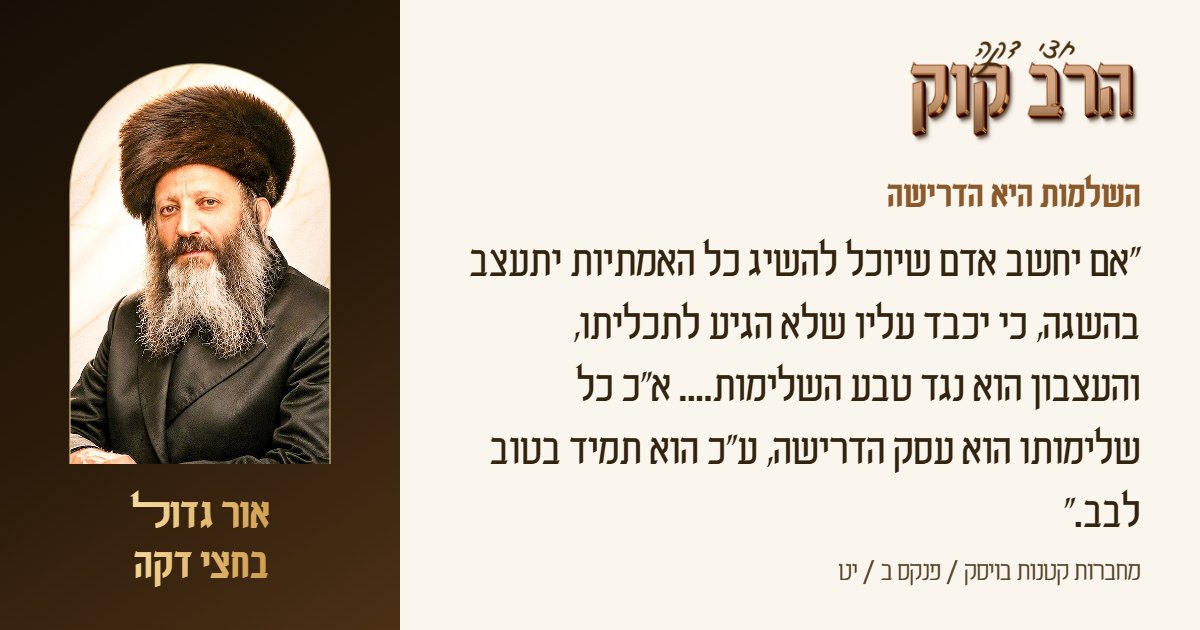 חצי דקה
הרב קוק
השלמות היא הדרישה
"אם יחשב אדם שיוכל להשיג כל האמתיות יתעצב
בהשגה, כי יכבד עליו שלא הגיע לתכליתו,
והעצבון הוא נגד טבע השלימות.... א"כ כל
שלימותו הוא עסק הדרישה, ע"כ הוא תמיד בטוב
לבב."
מחברות קטנות בויסק / פנקס ב / יט
אור גדול
בחצי דקה